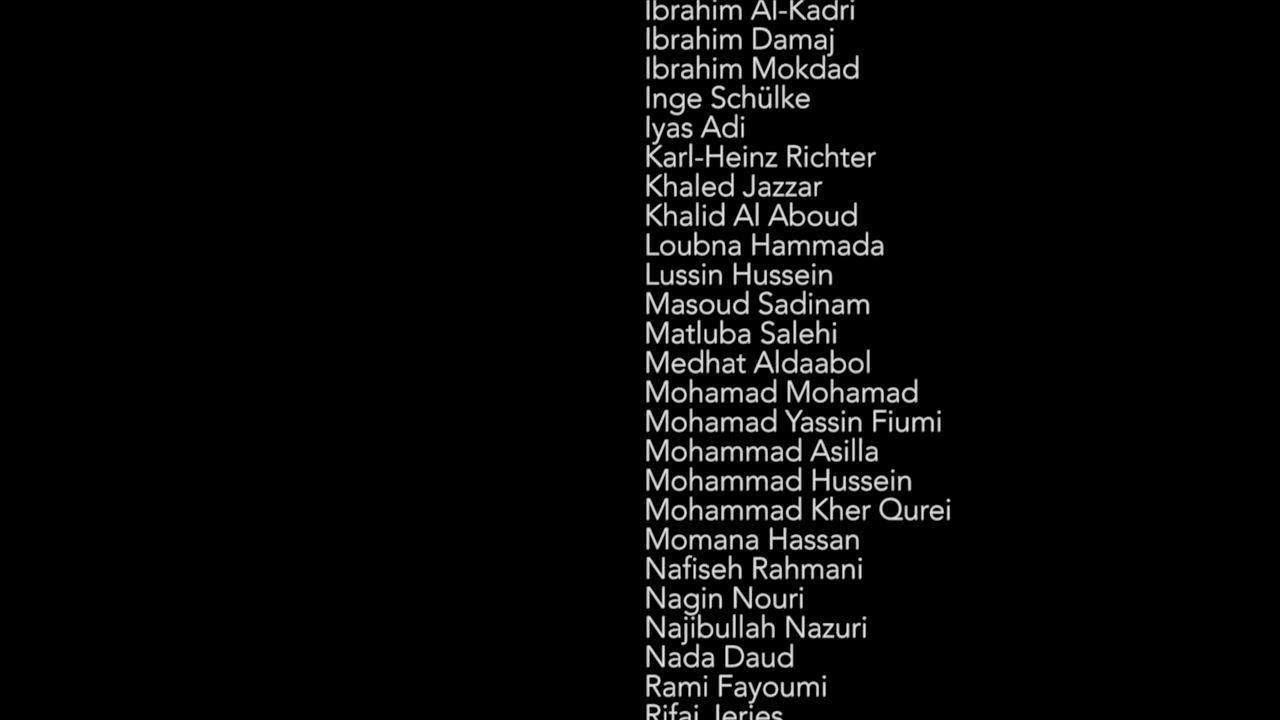 Ibrahim Al-Kadri
Ibrahim Damaj
Ibrahim Mokdad
Inge Schülke
Iyas Adi
Karl-Heinz Richter
Khaled Jazzar
Khalid Al Aboud
Loubna Hammada
Lussin Hussein
Masoud Sadinam
Matluba Salehi
Medhat Aldaabol
Mohamad Mohamad
Mohamad Yassin Fiumi
Mohammad Asilla
Mohammad Hussein
Mohammad Kher Qurei
Momana Hassan
Nafiseh Rahmani
Nagin Nouri
Najibullah Nazuri
Nada Daud
Rami Fayoumi
Rifai Jeries